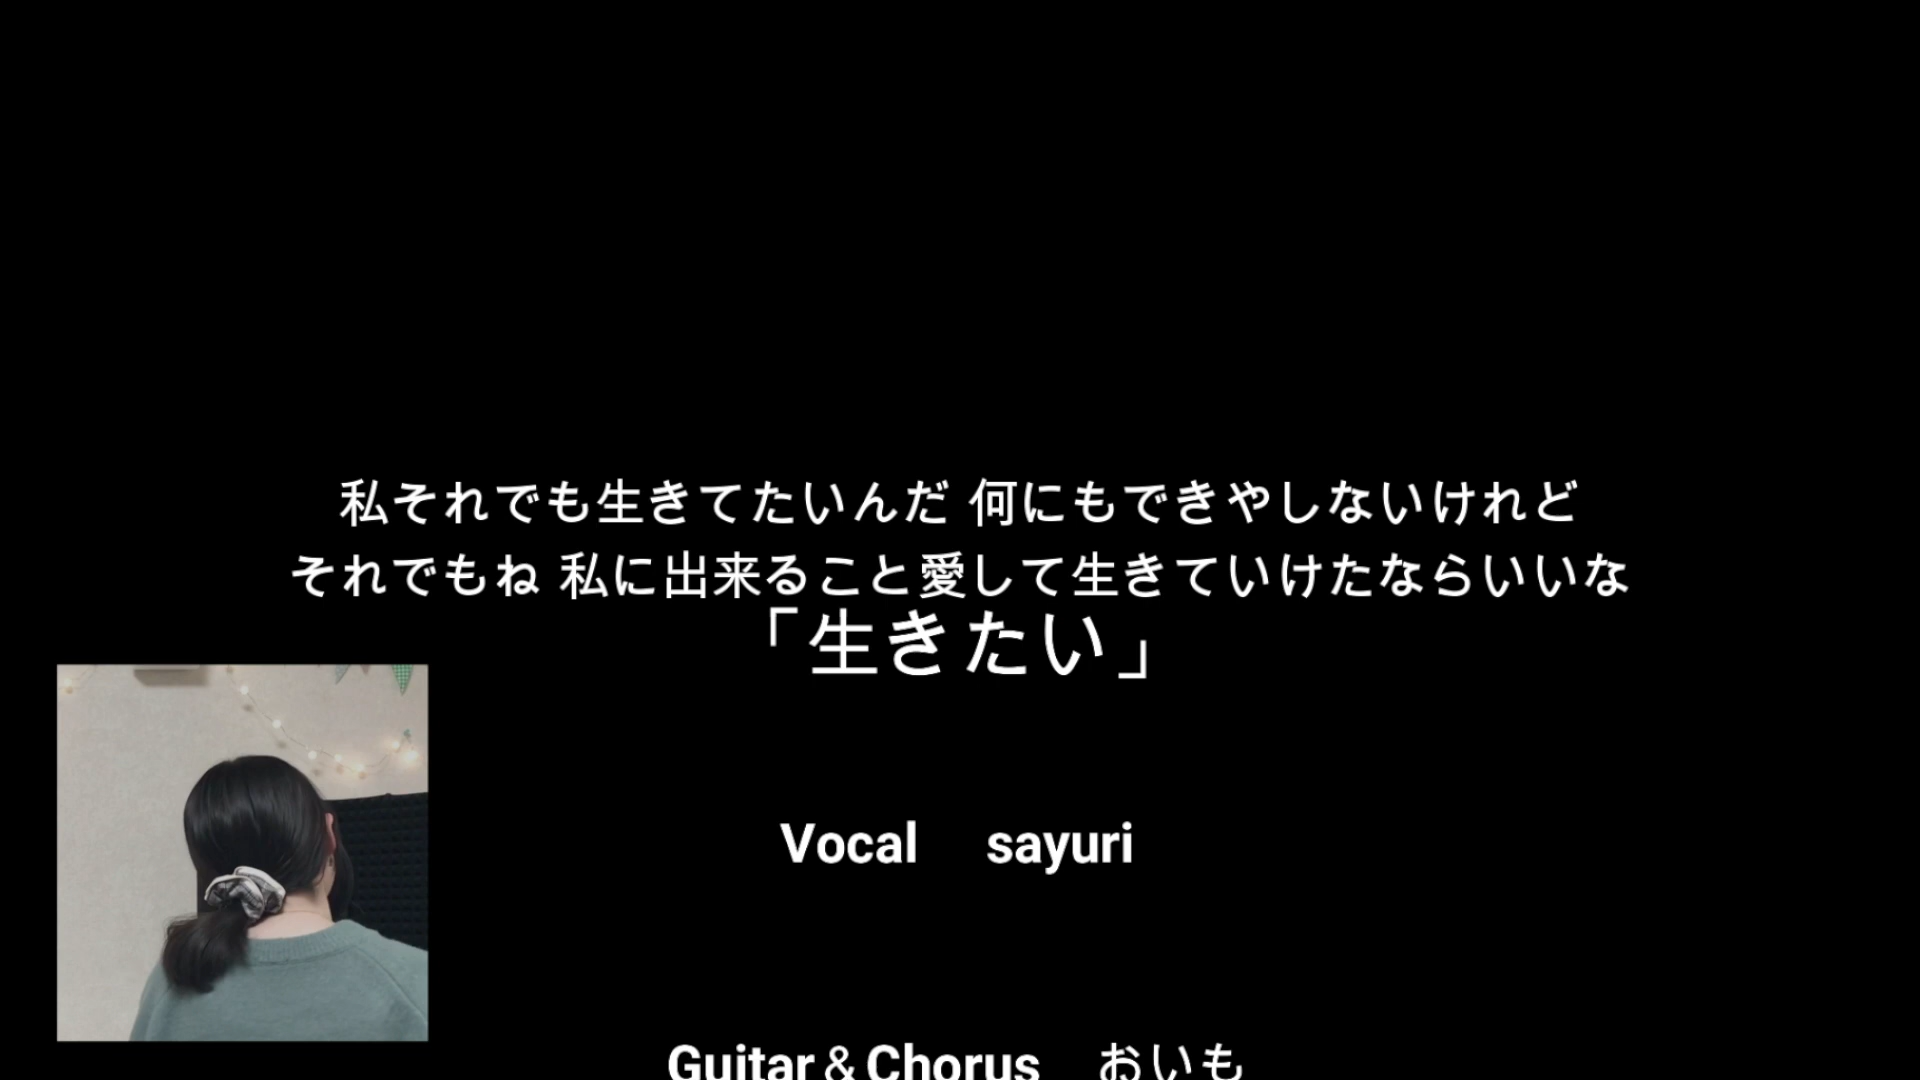 私それでも生きてたいんだ 何にもできやしないけれど
それでもね 私に出来ること愛して生きていけたならいいな
「生きたい」
Vocal sayuri
Guitar＆Chorus おいも